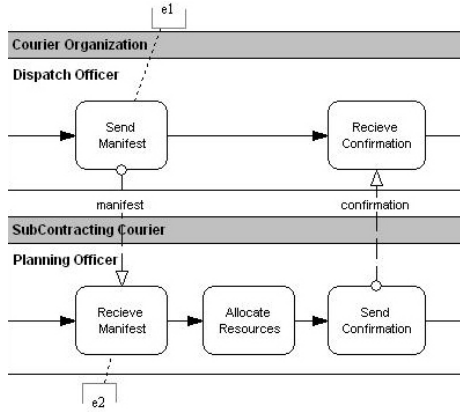 e1
Courier Organization
Dispatch Officer
Send
Manifest
Recieve
Confirmation
manifest
confirmation
SubContracting Courier
Planning Officer
Recieve
Manifest
Allocate
Resources
Send
Confirmation
e2